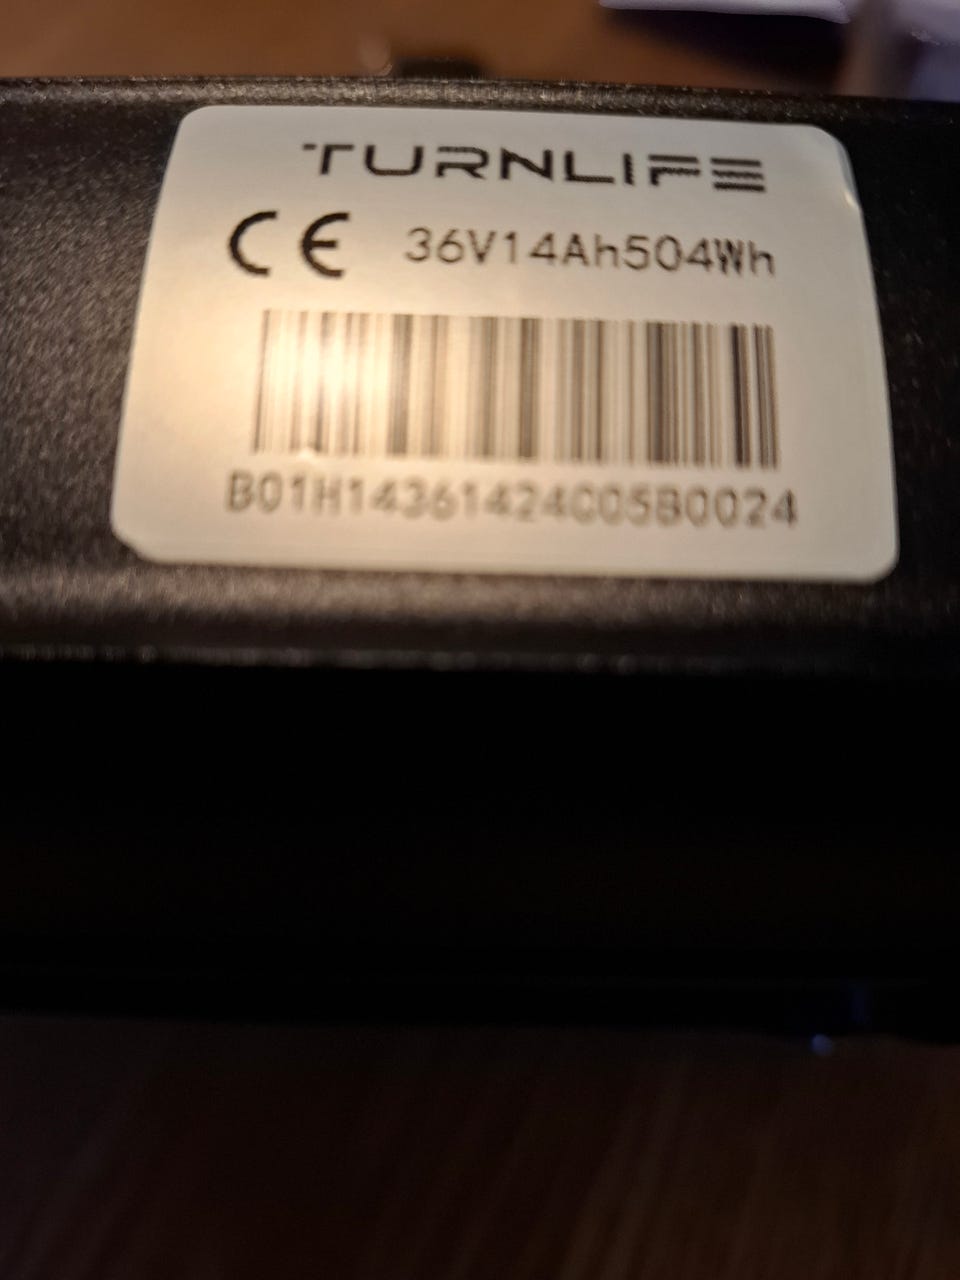 TURNLIFE
CE 36V14Ah504Wh
B01H14361424C05B0024